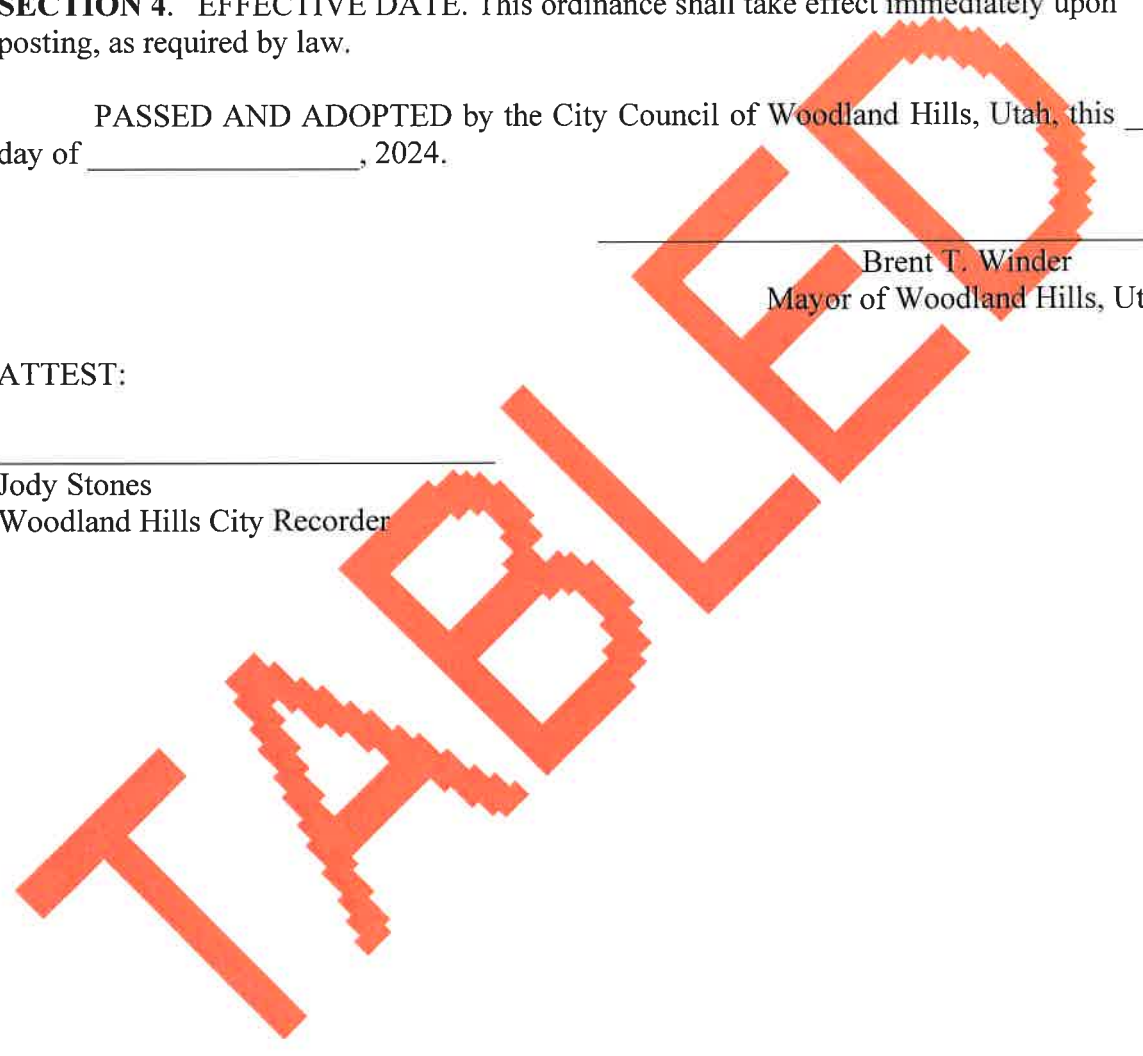 SECTION 4. EFFECTIVE DATE. This ordinance shall take effect immediately upon
posting, as required by law.
PASSED AND ADOPTED by the City Council of Woodland Hills, Utah, this _
day of _________________, 2024.
Brent T. Winder
Mayor of Woodland Hills, Ut
ATTEST:
Jody Stones
Woodland Hills City Recorder
TABLED